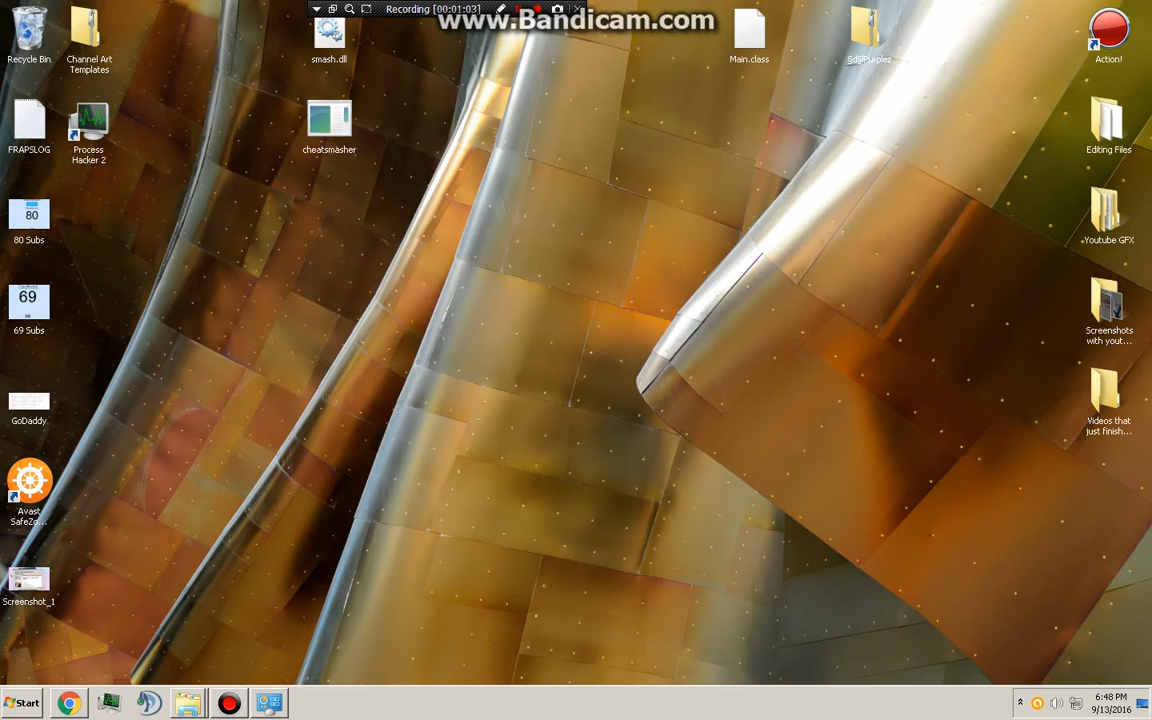 Recording [00:01:03]
www.Bandicam.com
Recycle Bin
Channel Art
Templates
smash.dll
Main.class
Action!
FRAPSLOG
Process
Hacker 2
cheatsmasher
Editing Files
80
80 Subs
Youtube GFX
69
69 Subs
Screenshots
with yout...
GoDaddy
Videos that
just finish...
Avast
SafeZo...
Screenshot_1
Start
6:48 PM
9/13/2016